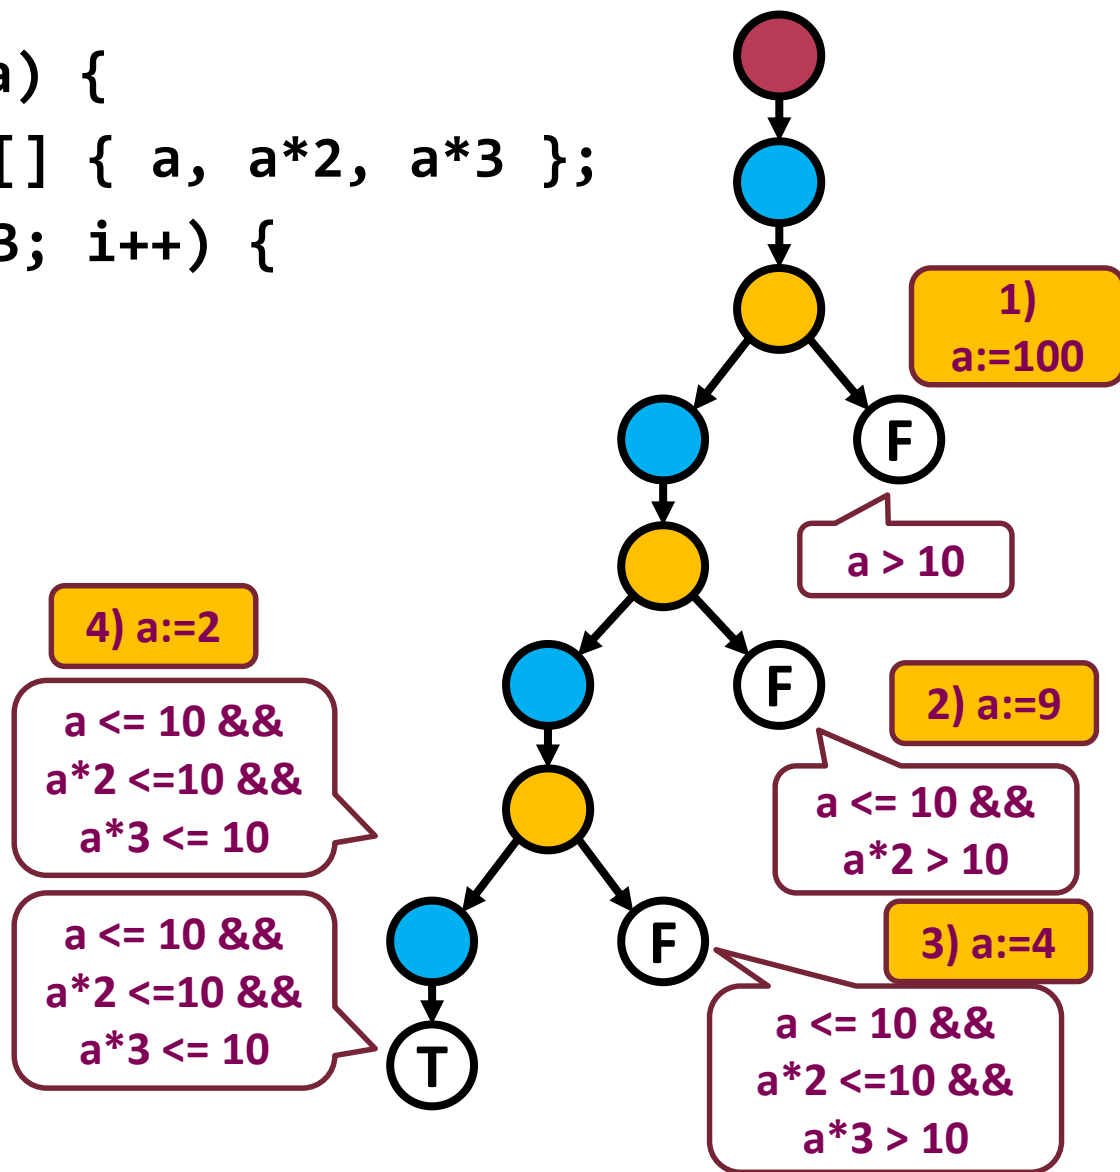 a) {
[] { a, a*2, a*3 };
3; i++) {
1)
a:=100
F
a > 10
4) a:=2
F
2) a:=9
a <= 10 &&
a*2 <=10 &&
a*3 <= 10
a <= 10 &&
a*2 > 10
a <= 10 &&
a*2 <=10 &&
a*3 <= 10
F
3) a:=4
T
a <= 10 &&
a*2 <=10 &&
a*3 > 10